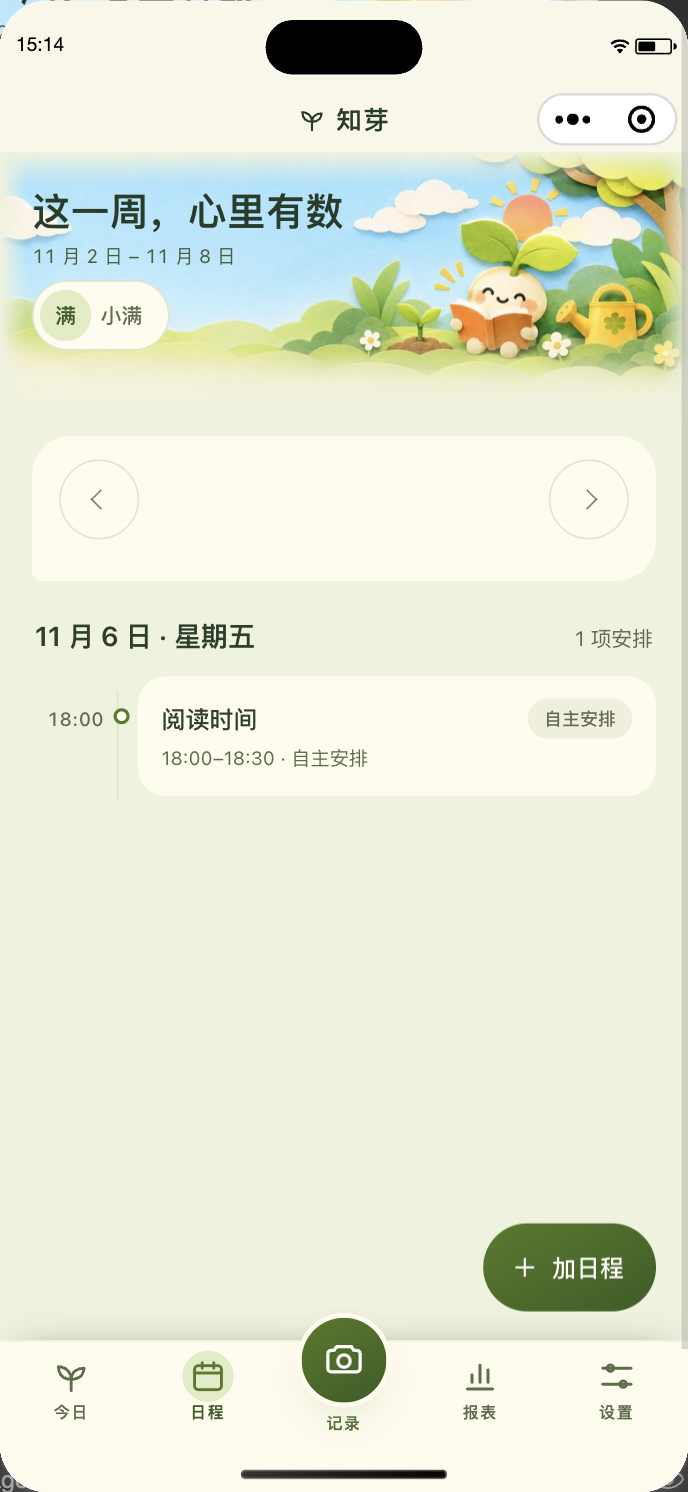 15:14
知芽
这一周，心里有数
11 月 2 日 – 11 月 8 日
满 小满
11 月 6 日 · 星期五
1 项安排
18:00
阅读时间
自主安排
18:00–18:30 · 自主安排
加日程
今日
日程
记录
报表
设置